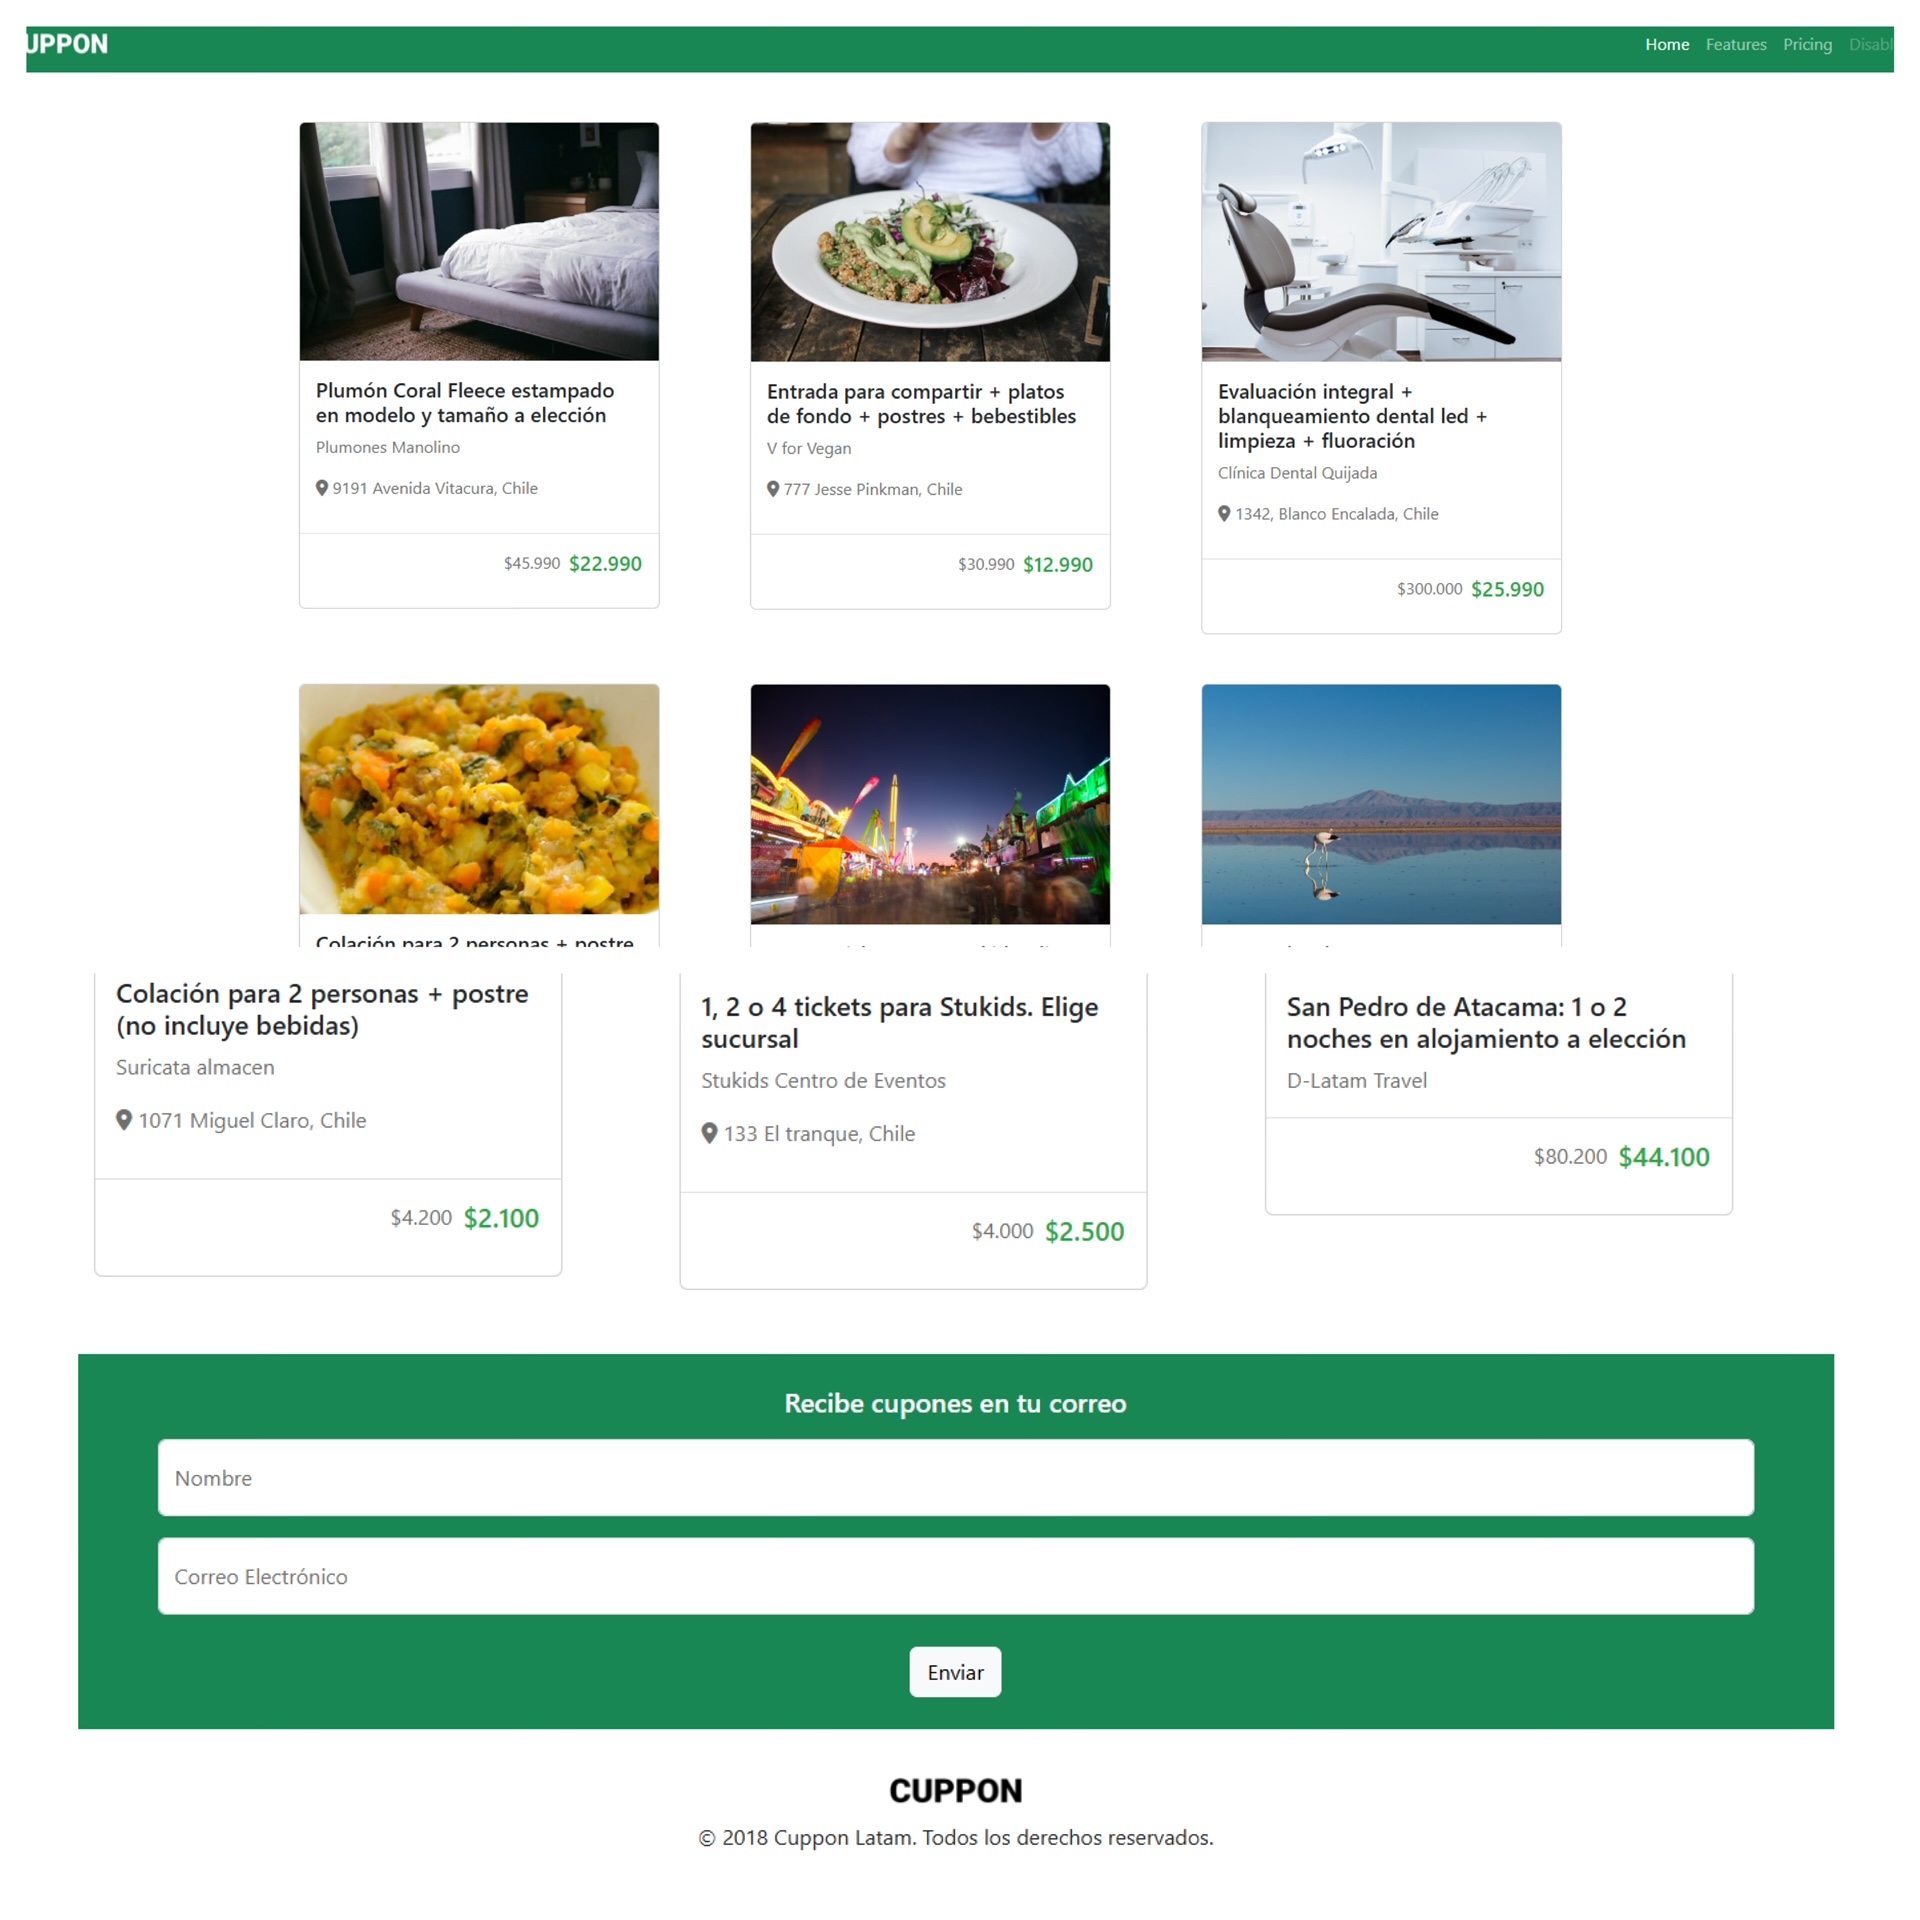 UPPON
Home Features Pricing Disabl
Plumón Coral Fleece estampado
en modelo y tamaño a elección
Plumones Manolino
9191 Avenida Vitacura, Chile
$45.990 $22.990
Entrada para compartir + platos
de fondo + postres + bebestibles
V for Vegan
777 Jesse Pinkman, Chile
$30.990 $12.990
Evaluación integral +
blanqueamiento dental led +
limpieza + fluoración
Clínica Dental Quijada
1342, Blanco Encalada, Chile
$300.000 $25.990
Colación para 2 personas + postre
Colación para 2 personas + postre
(no incluye bebidas)
Suricata almacen
1071 Miguel Claro, Chile
$4.200 $2.100
1, 2 o 4 tickets para Stukids. Elige
sucursal
Stukids Centro de Eventos
133 El tranque, Chile
$4.000 $2.500
San Pedro de Atacama: 1 o 2
noches en alojamiento a elección
D-Latam Travel
$80.200 $44.100
Recibe cupones en tu correo
Nombre
Correo Electrónico
Enviar
CUPPON
© 2018 Cuppon Latam. Todos los derechos reservados.